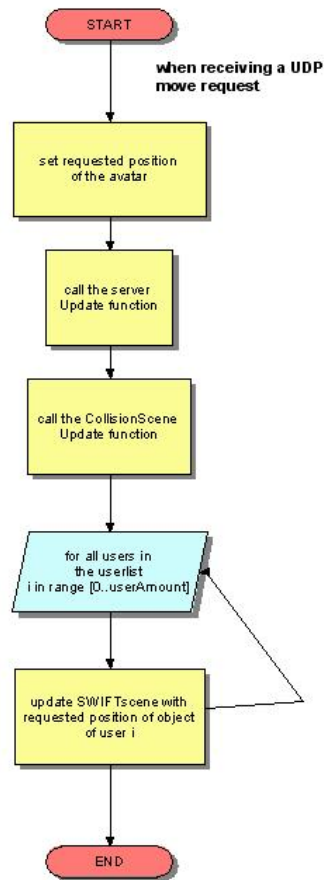 START
when receiving a UDP
move request
set requested position
of the avatar
call the server
Update function
call the CollisionScene
Update function
for all users in
the userlist
i in range [0..userAmount]
update SWIFTscene with
requested position of object
of user i
END